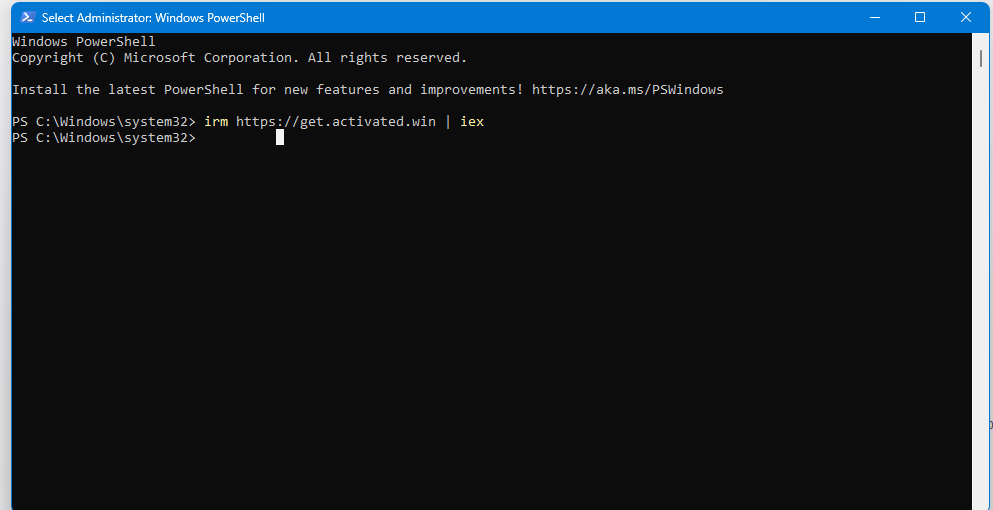 Select Administrator: Windows PowerShell
Windows PowerShell
Copyright (C) Microsoft Corporation. All rights reserved.
Install the latest PowerShell for new features and improvements! https://aka.ms/PSWindows
PS C:\Windows\system32> irm https://get.activated.win | iex
PS C:\Windows\system32>